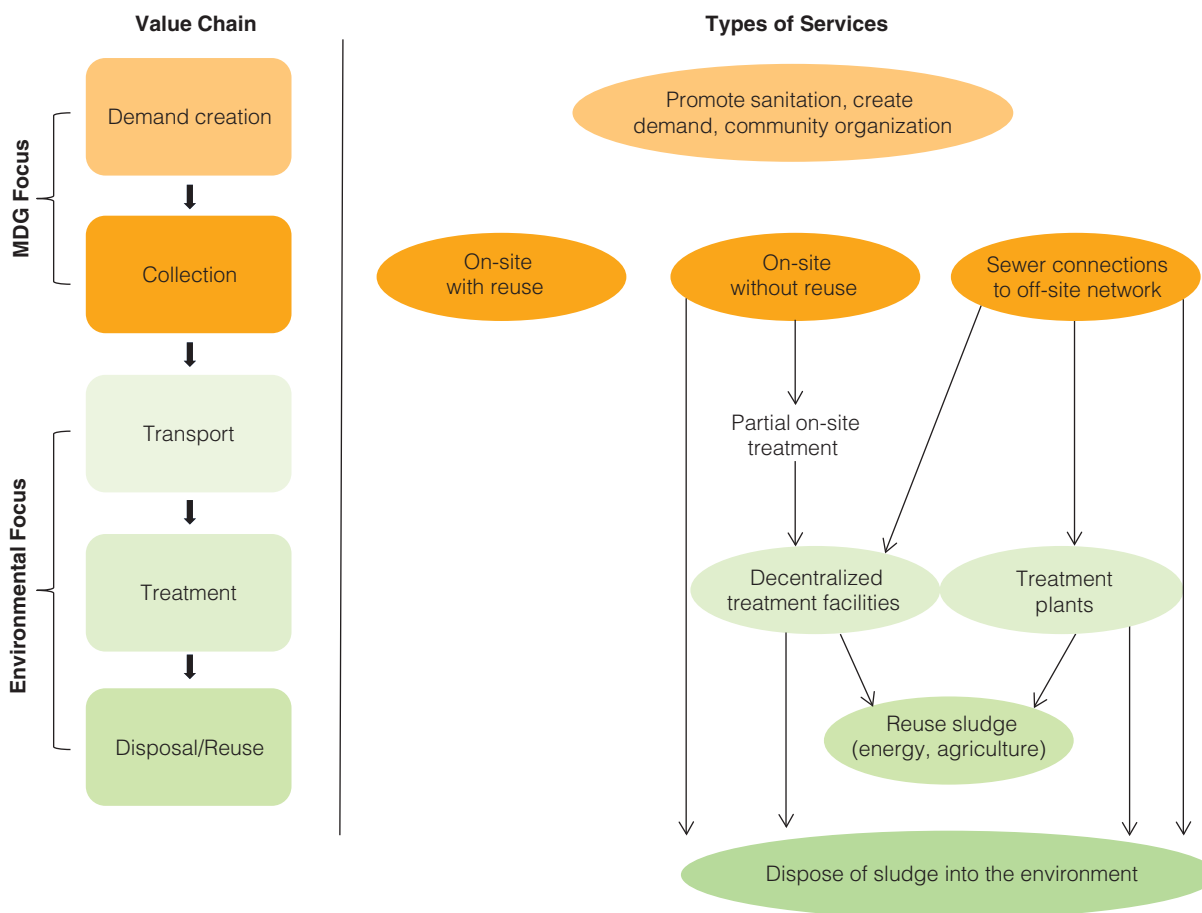 Value Chain
Types of Services
MDG Focus
Environmental Focus
Demand creation
Collection
Transport
Treatment
Disposal/Reuse
Promote sanitation, create
demand, community organization
On-site
with reuse
On-site
without reuse
Sewer connections
to off-site network
Partial on-site
treatment
Decentralized
treatment facilities
Treatment
plants
Reuse sludge
(energy, agriculture)
Dispose of sludge into the environment